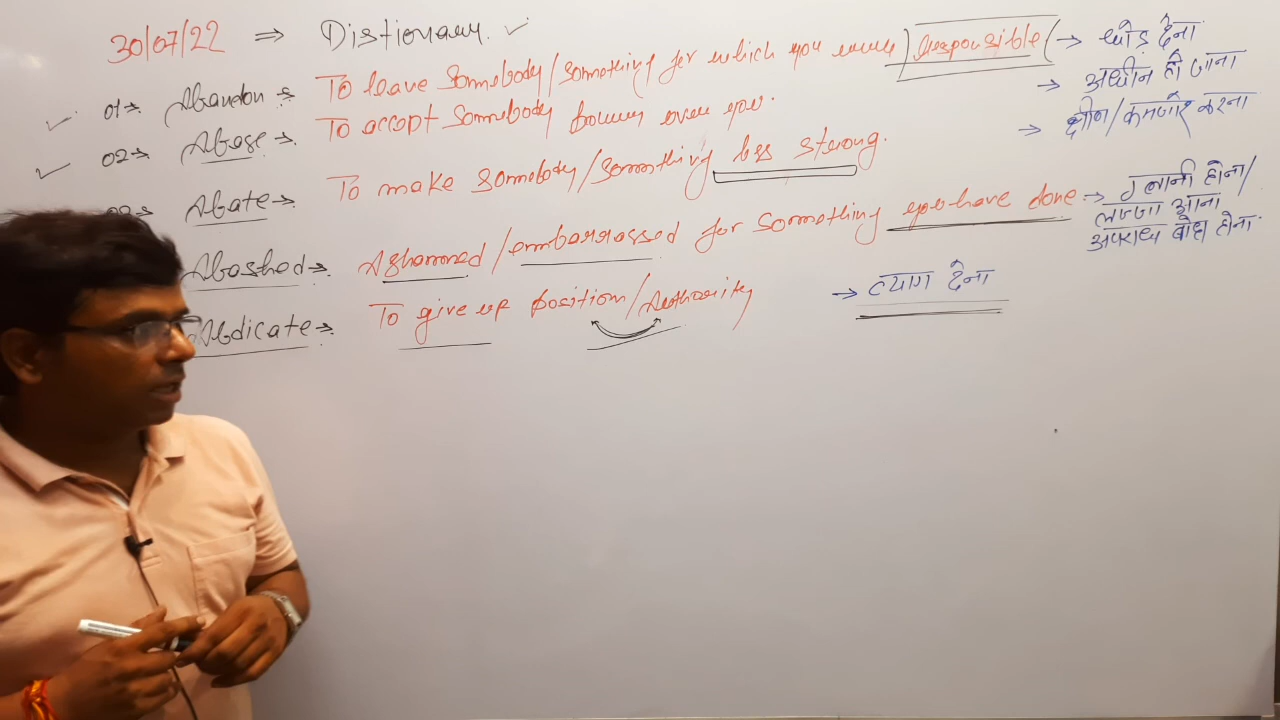 30/07/22 ⇒ Distionary. ✓
01→ Abandon → To leave Somebody/Something for which you were) Responsible( → छोड़ देना
02→ Abase → To accept Somebody power over you. → अधीन हो जाना
Abate → To make Somebody/Something less strong. → क्षीण/कमजोर करना
Abashed → Ashammed/embarrassed for something you have done → ग्लानी होना/
लज्जा आना
अपराध बोध होना
Abdicate → To give up position/Authority → त्याग देना